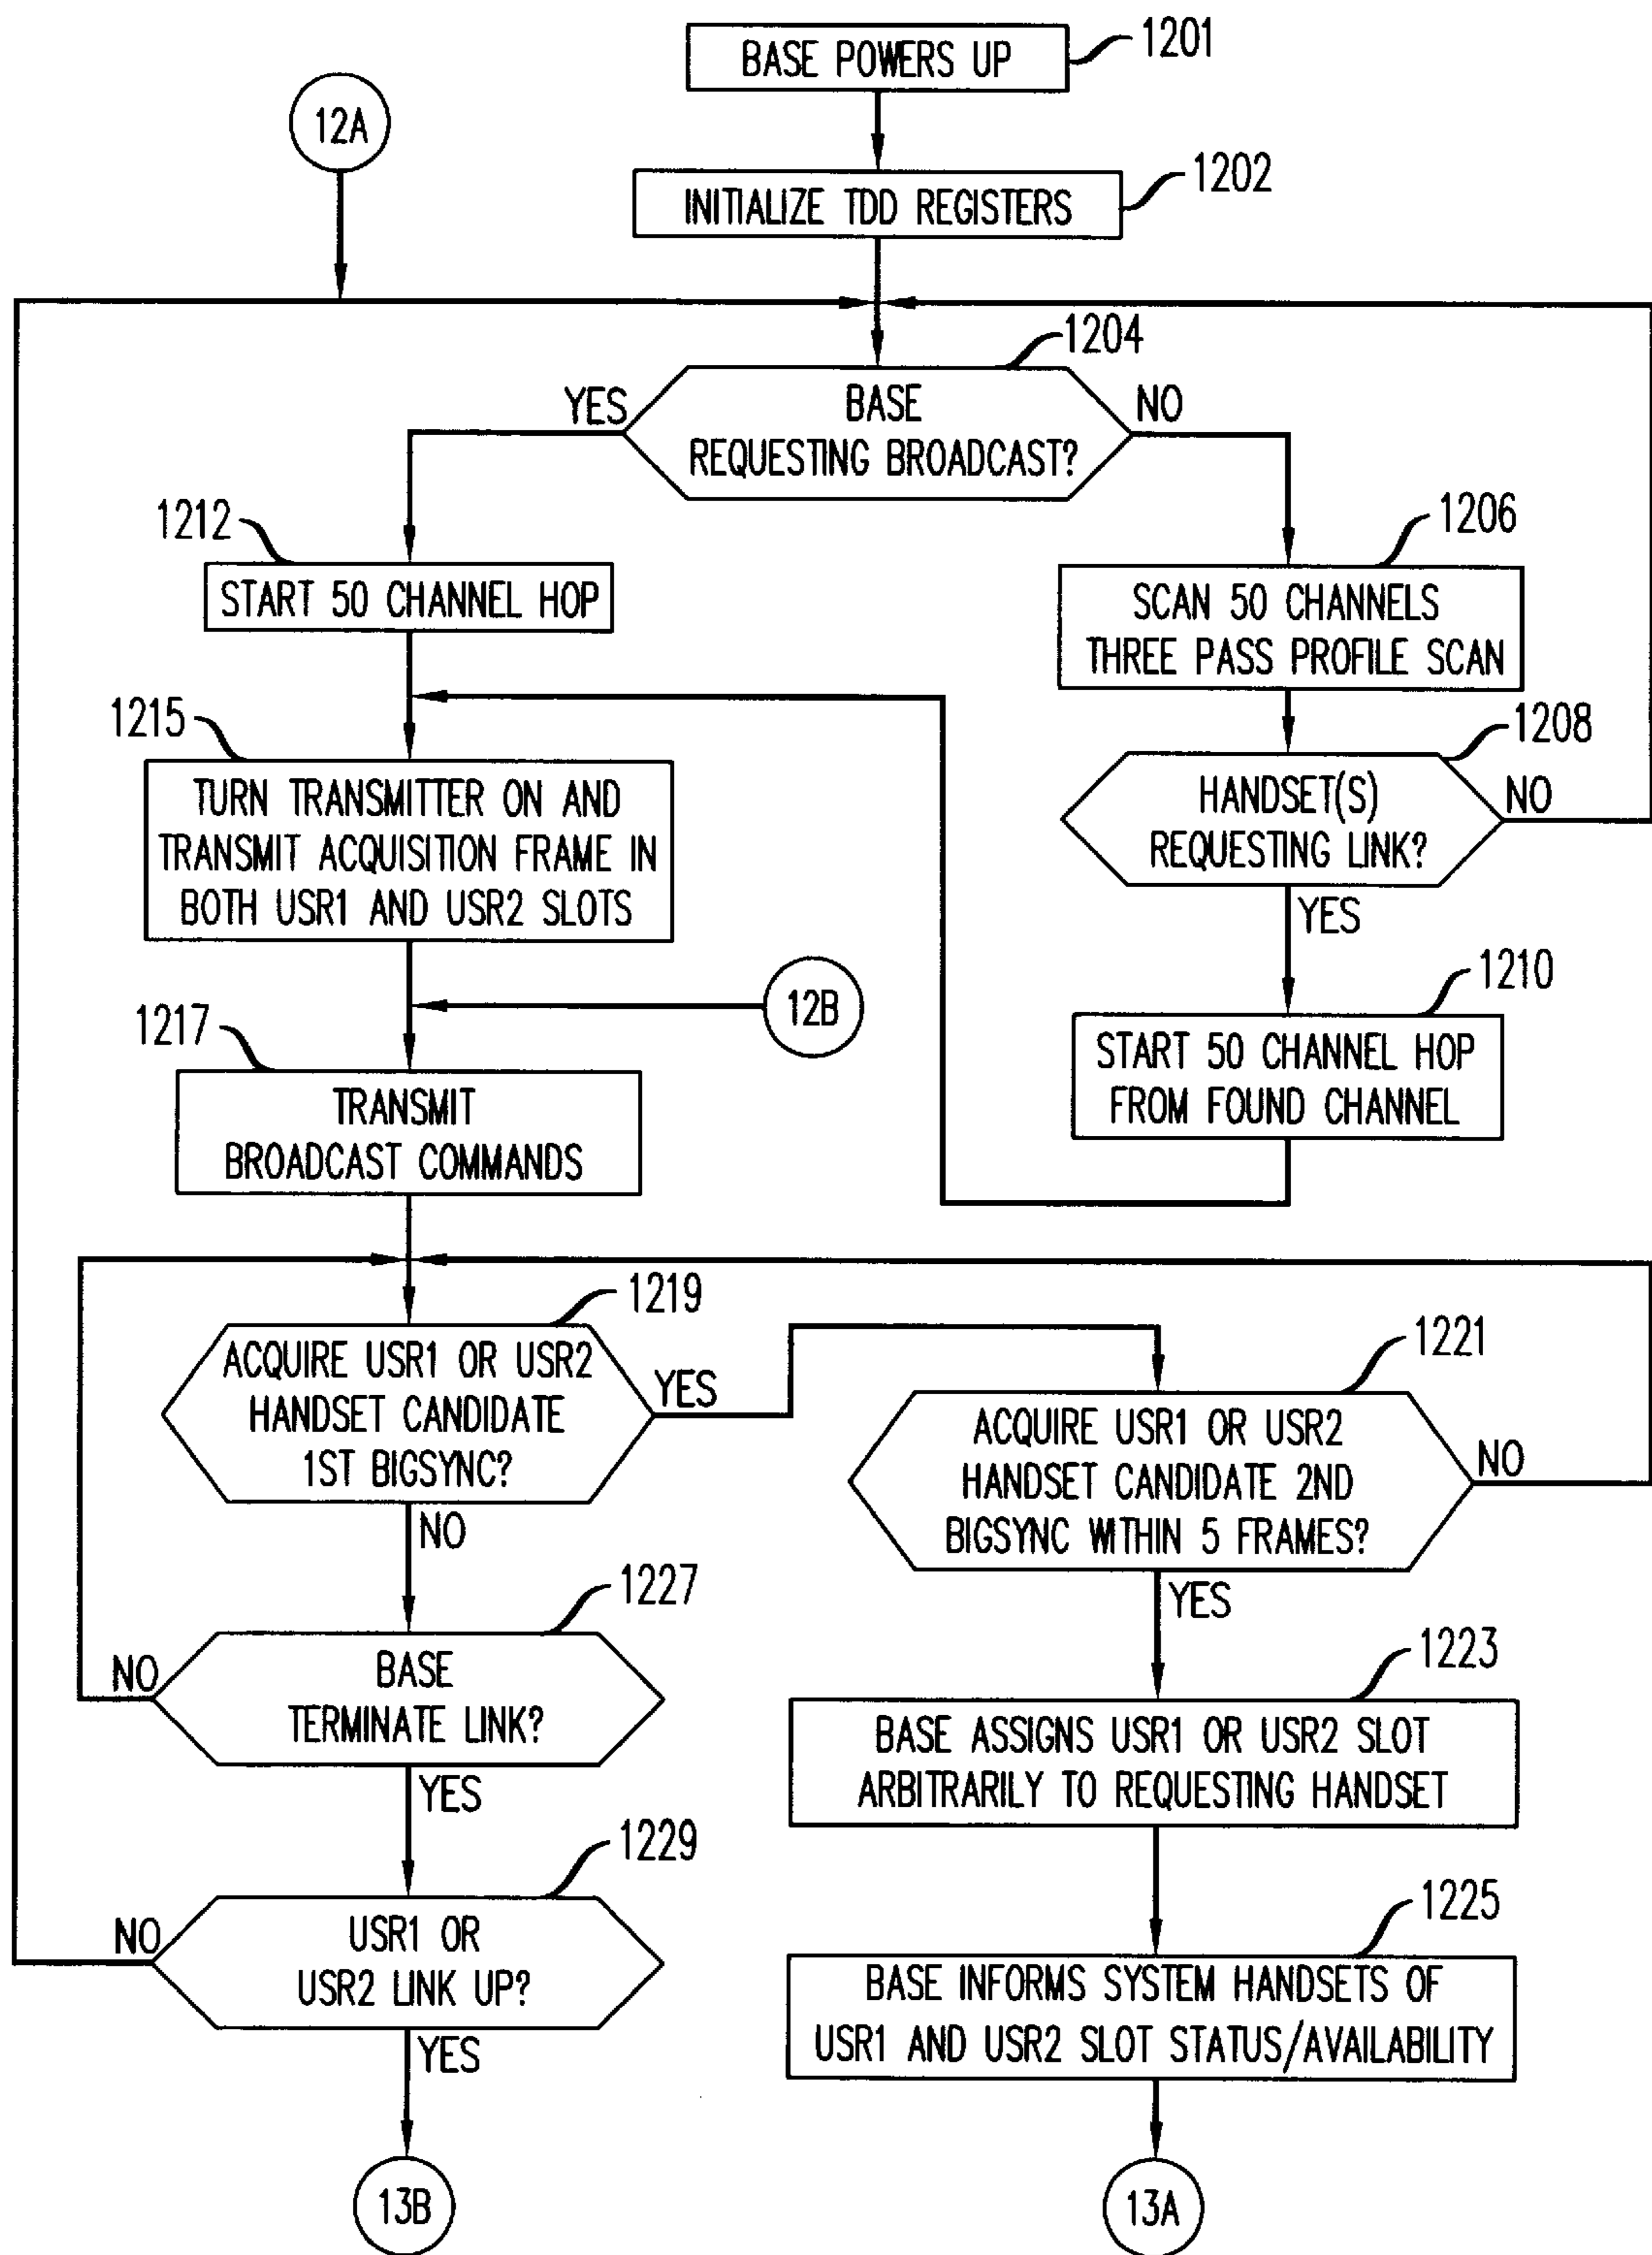 BASE POWERS UP
1201
12A
INITIALIZE TDD REGISTERS
1202
1204
YES
BASE
REQUESTING BROADCAST?
NO
1212
START 50 CHANNEL HOP
1206
SCAN 50 CHANNELS
THREE PASS PROFILE SCAN
1215
TURN TRANSMITTER ON AND
TRANSMIT ACQUISITION FRAME IN
BOTH USR1 AND USR2 SLOTS
1208
HANDSET(S)
REQUESTING LINK?
NO
YES
12B
1210
START 50 CHANNEL HOP
FROM FOUND CHANNEL
1217
TRANSMIT
BROADCAST COMMANDS
1219
ACQUIRE USR1 OR USR2
HANDSET CANDIDATE
1ST BIGSYNC?
YES
NO
1221
ACQUIRE USR1 OR USR2
HANDSET CANDIDATE 2ND
BIGSYNC WITHIN 5 FRAMES?
NO
YES
1227
NO
BASE
TERMINATE LINK?
YES
1223
BASE ASSIGNS USR1 OR USR2 SLOT
ARBITRARILY TO REQUESTING HANDSET
1229
NO
USR1 OR
USR2 LINK UP?
YES
1225
BASE INFORMS SYSTEM HANDSETS OF
USR1 AND USR2 SLOT STATUS/AVAILABILITY
13B
13A